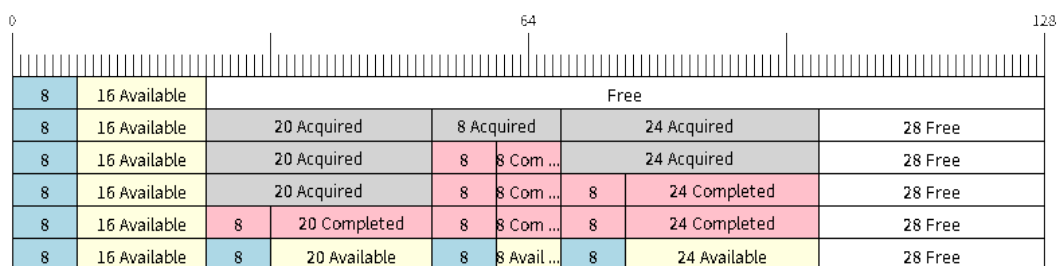 0 64 128
8 16 Available Free
8 16 Available 20 Acquired 8 Acquired 24 Acquired 28 Free
8 16 Available 20 Acquired 8 8 Com ... 24 Acquired 28 Free
8 16 Available 20 Acquired 8 8 Com ... 8 24 Completed 28 Free
8 16 Available 8 20 Completed 8 8 Com ... 8 24 Completed 28 Free
8 16 Available 8 20 Available 8 8 Avail ... 8 24 Available 28 Free